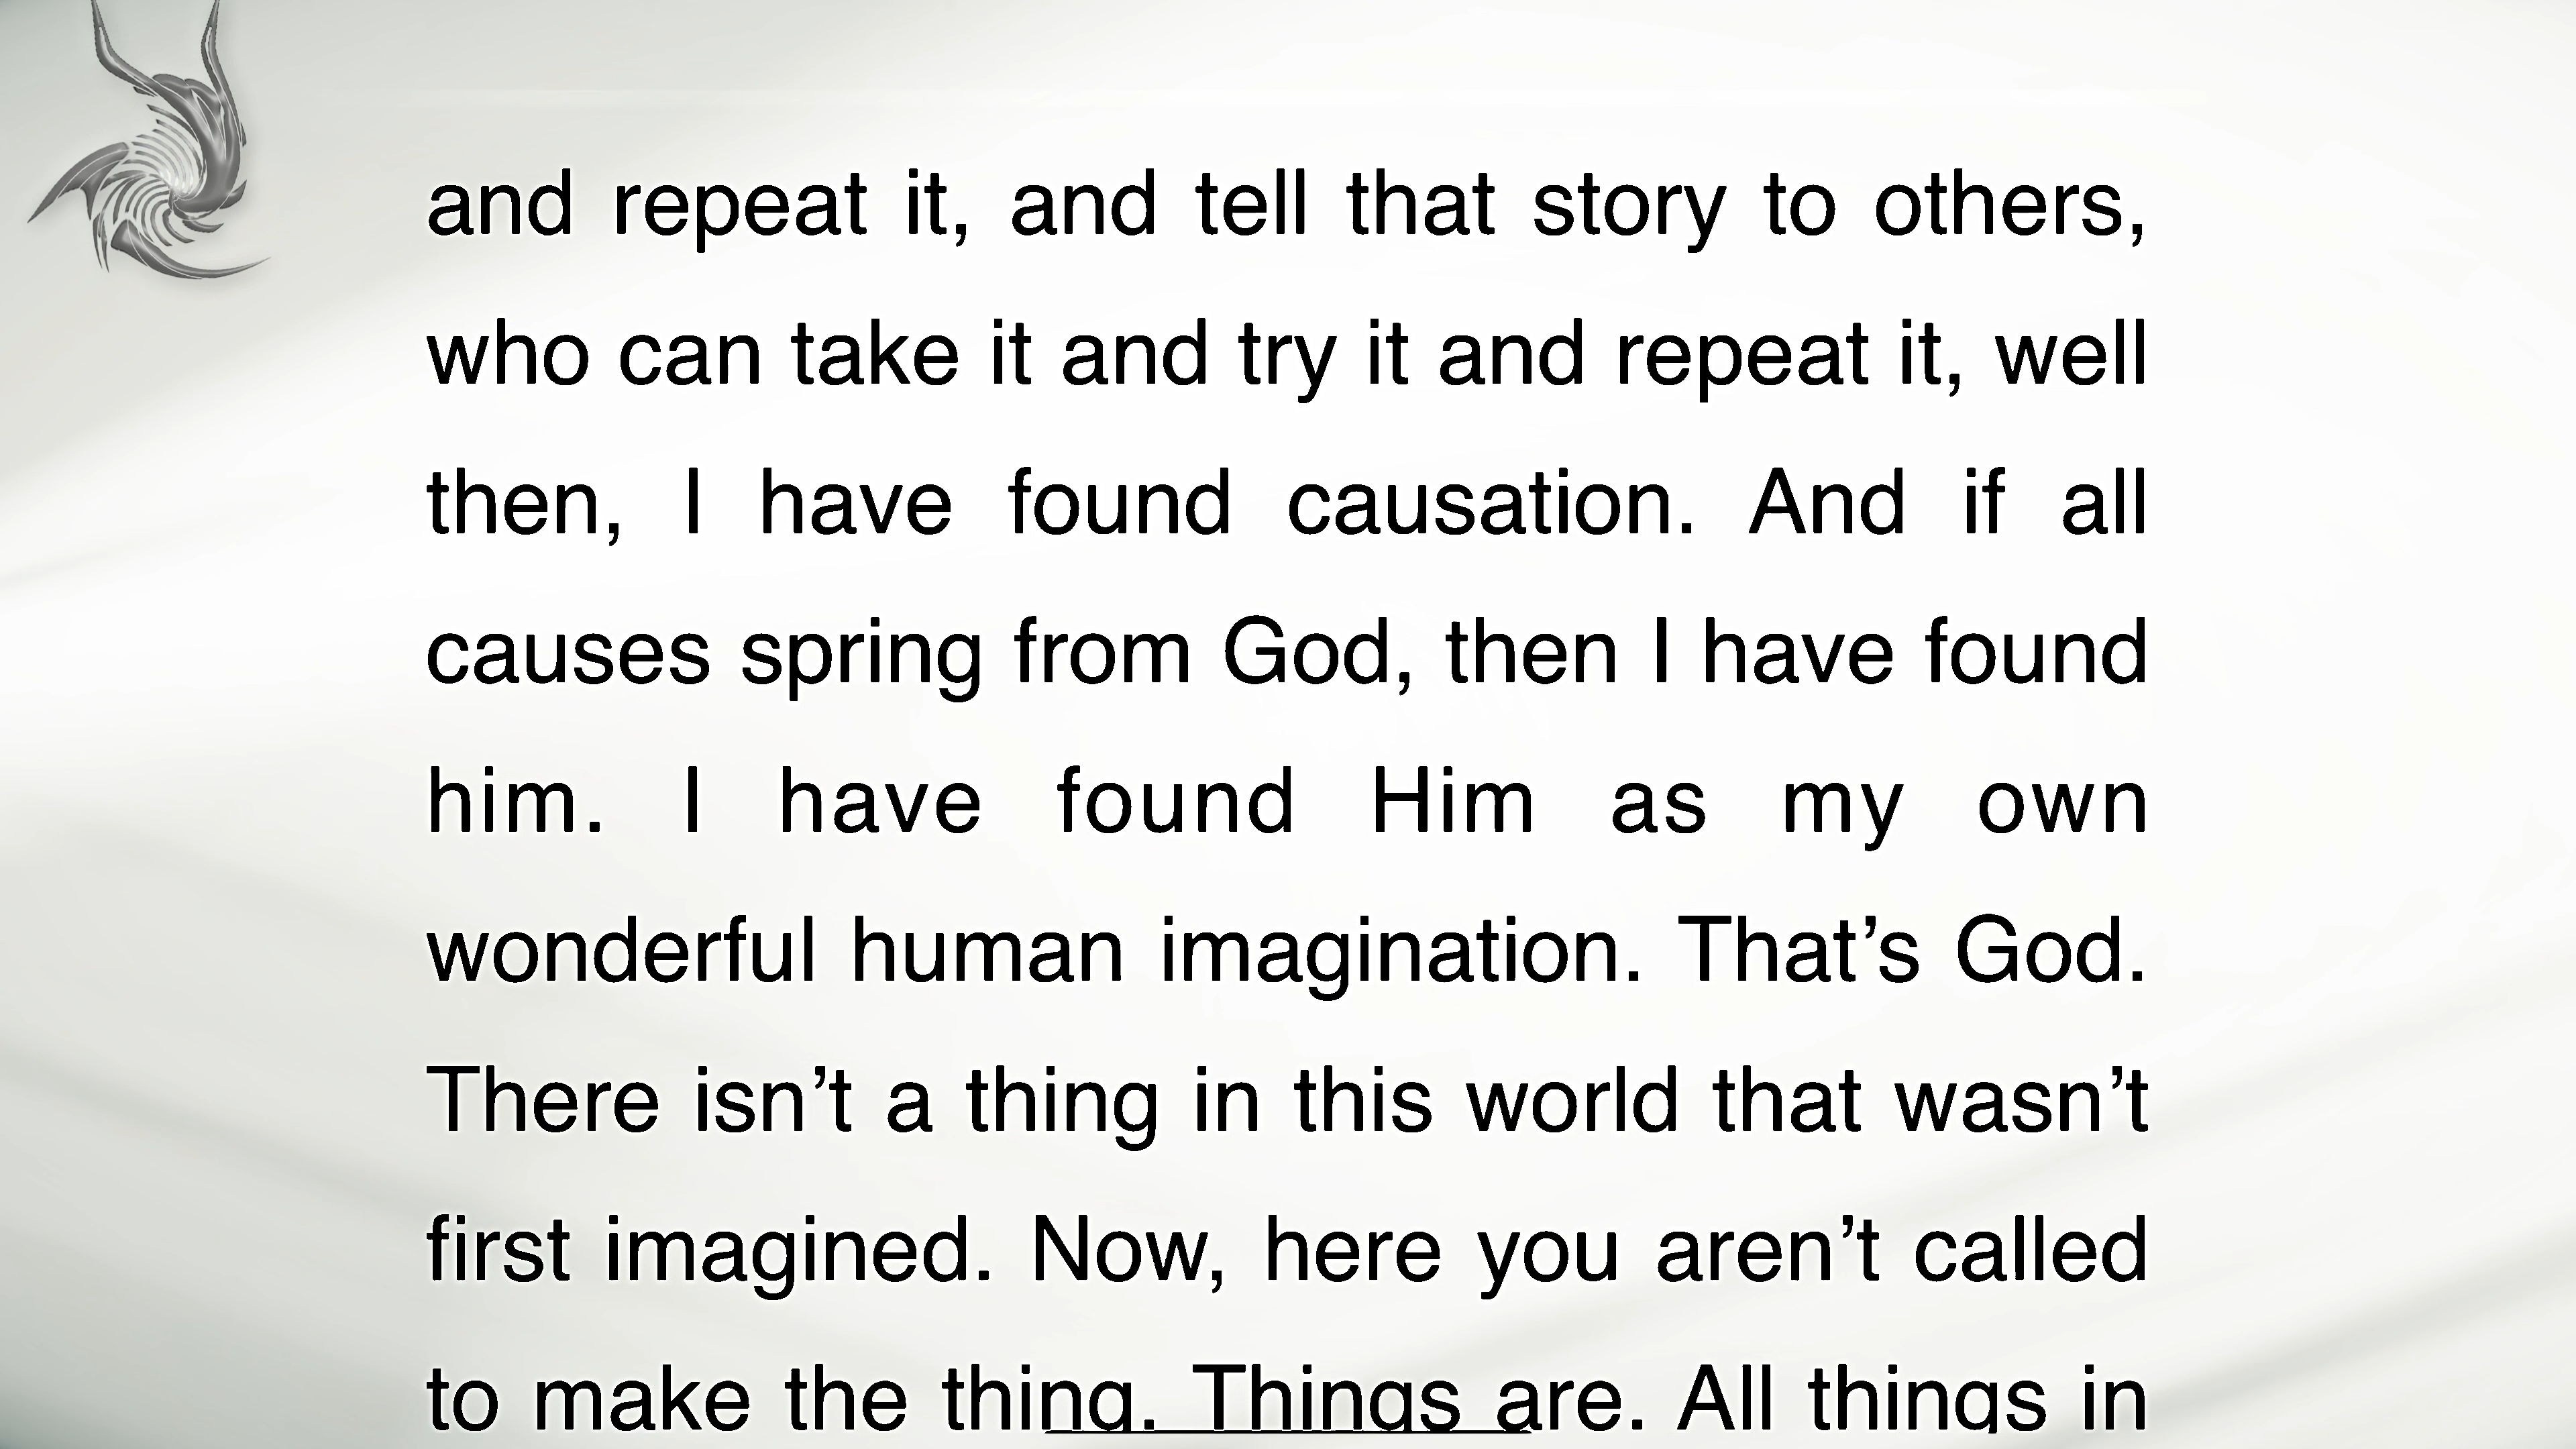 and repeat it, and tell that story to others,
who can take it and try it and repeat it, well
then, I have found causation. And if all
causes spring from God, then I have found
him. I have found Him as my own
wonderful human imagination. That’s God.
There isn’t a thing in this world that wasn’t
first imagined. Now, here you aren’t called
to make the thing. Things are. All things in